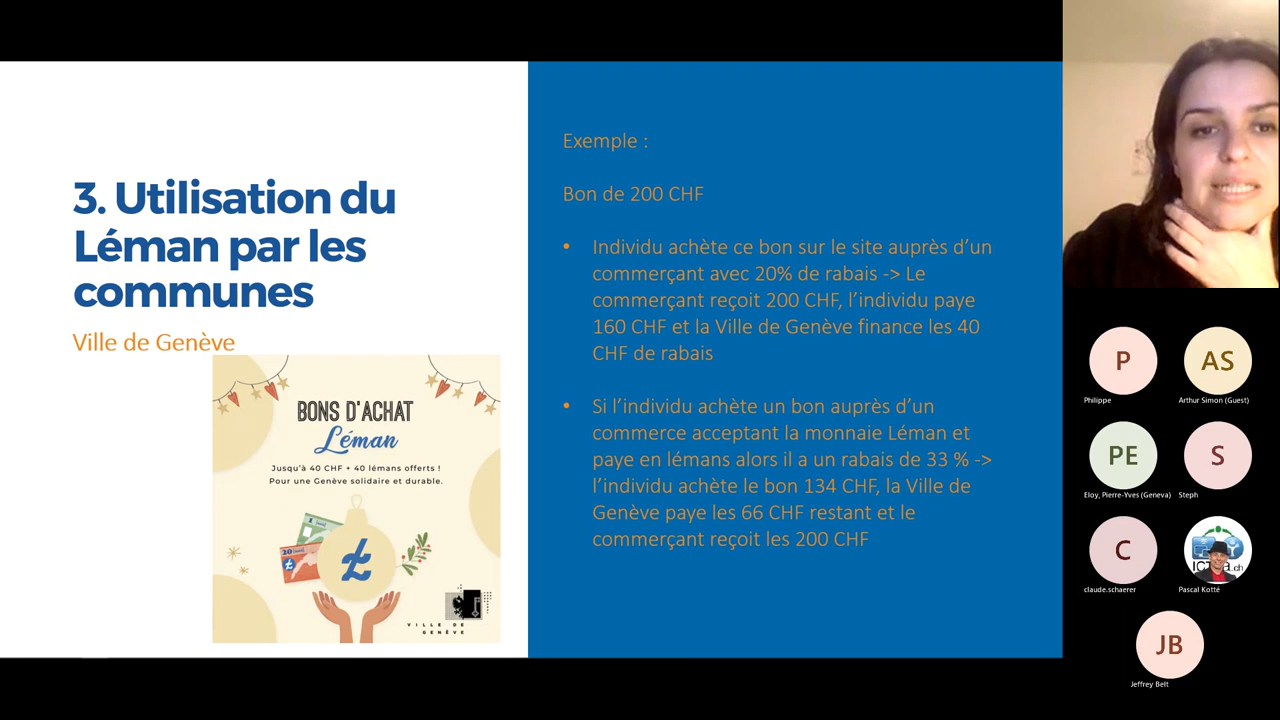 3. Utilisation du
Léman par les
communes
Ville de Genève
BONS D'ACHAT
Léman
Jusqu'à 40 CHF + 40 lémans offerts !
Pour une Genève solidaire et durable.
20
VILLE DE
GENÈVE
Exemple :
Bon de 200 CHF
• Individu achète ce bon sur le site auprès d’un
commerçant avec 20% de rabais -> Le
commerçant reçoit 200 CHF, l’individu paye
160 CHF et la Ville de Genève finance les 40
CHF de rabais
• Si l’individu achète un bon auprès d’un
commerce acceptant la monnaie Léman et
paye en lémans alors il a un rabais de 33 % ->
l’individu achète le bon 134 CHF, la Ville de
Genève paye les 66 CHF restant et le
commerçant reçoit les 200 CHF
P
Philippe
AS
Arthur Simon (Guest)
PE
Eloy, Pierre-Yves (Geneva)
S
Steph
C
claude.schaerer
Pascal Kotté
JB
Jeffrey Belt